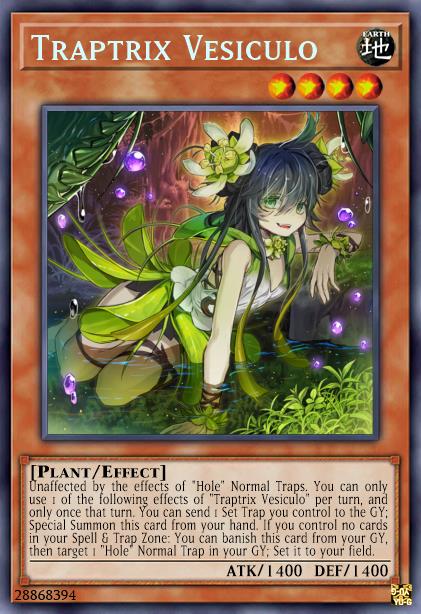 Traptrix Vesiculo
EARTH
地
[Plant/Effect]
Unaffected by the effects of "Hole" Normal Traps. You can only
use 1 of the following effects of "Traptrix Vesiculo" per turn, and
only once that turn. You can send 1 Set Trap you control to the GY;
Special Summon this card from your hand. If you control no cards
in your Spell & Trap Zone: You can banish this card from your GY,
then target 1 "Hole" Normal Trap in your GY; Set it to your field.
ATK/1400 DEF/1400
28868394